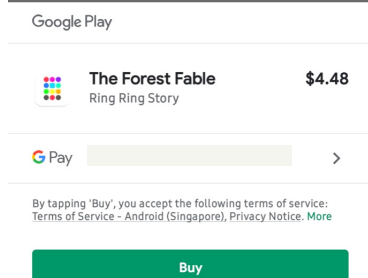 Google Play
The Forest Fable $4.48
Ring Ring Story
G Pay
By tapping 'Buy', you accept the following terms of service:
Terms of Service - Android (Singapore), Privacy Notice. More
Buy